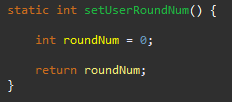 static int setUserRoundNum() {
int roundNum = 0;
return roundNum;
}